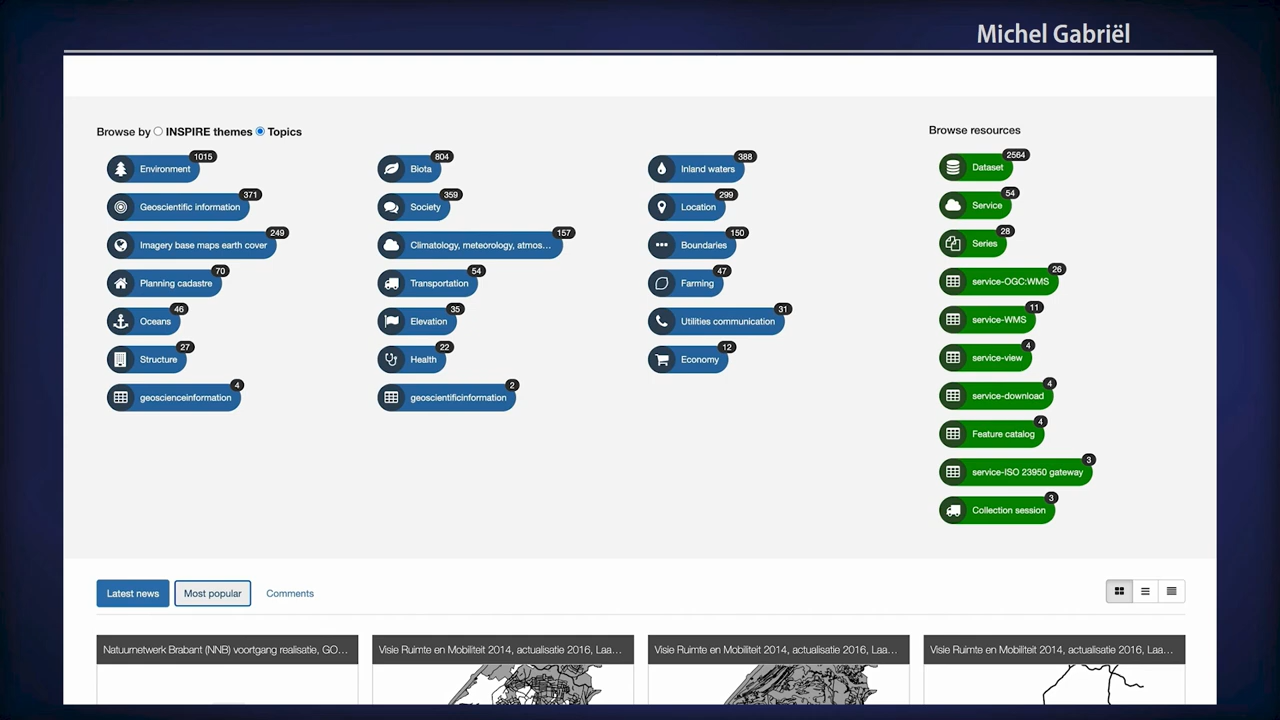 Michel Gabriël
Browse by INSPIRE themes Topics
Browse resources
Environment 1015
Biota 804
Inland waters 388
Dataset 2564
Geoscientific information 371
Society 359
Location 299
Service 54
Imagery base maps earth cover 249
Climatology, meteorology, atmos... 157
Boundaries 150
Series 28
Planning cadastre 70
Transportation 54
Farming 47
service-OGC:WMS 26
Oceans 46
Elevation 35
Utilities communication 31
service-WMS 11
Structure 27
Health 22
Economy 12
service-view 4
geoscienceinformation 4
geoscientificinformation 2
service-download 4
Feature catalog 4
service-ISO 23950 gateway 3
Collection session 3
Latest news Most popular Comments
Natuurnetwerk Brabant (NNB) voortgang realisatie, GO...
Visie Ruimte en Mobiliteit 2014, actualisatie 2016, Laa...
Visie Ruimte en Mobiliteit 2014, actualisatie 2016, Laa...
Visie Ruimte en Mobiliteit 2014, actualisatie 2016, Laa...